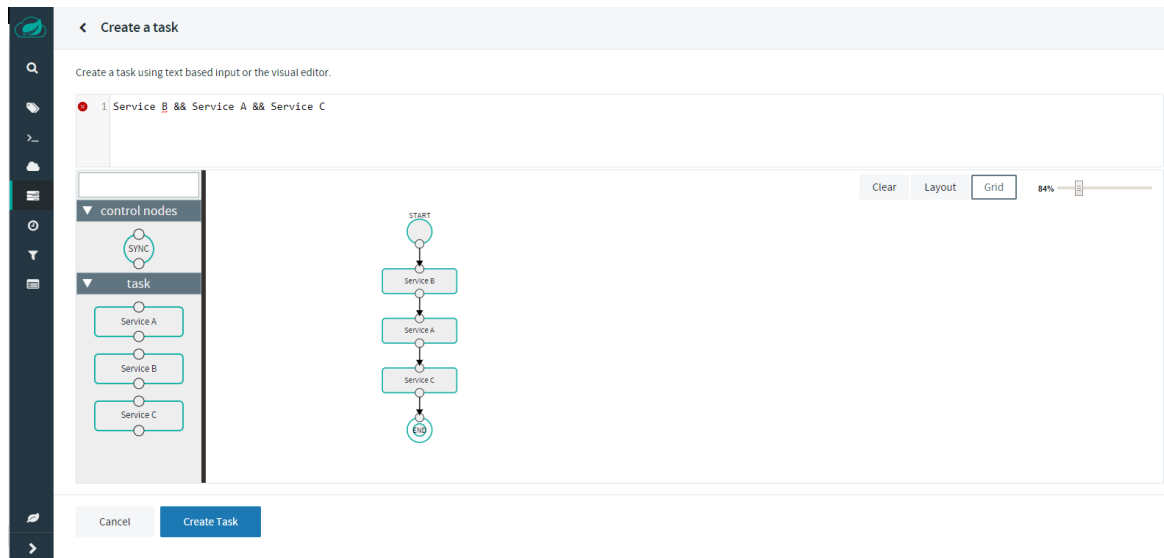 Create a task
Create a task using text based input or the visual editor.
1 Service B && Service A && Service C
Clear Layout Grid 84%
control nodes
SYNC
task
Service A
Service B
Service C
START
Service B
Service A
Service C
END
Cancel Create Task